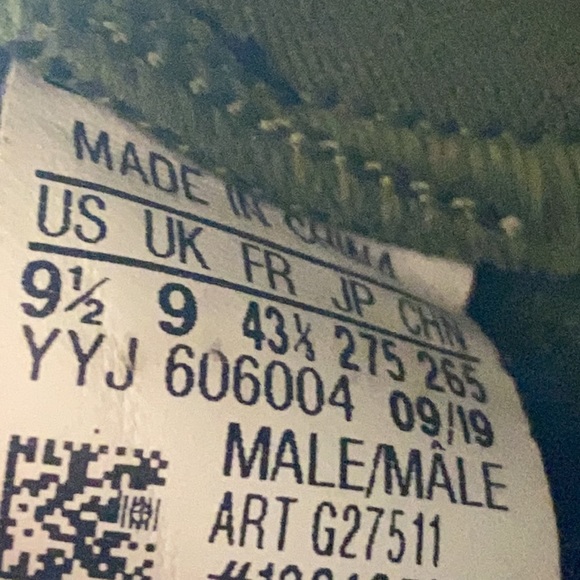 MADE IN CHINA
US UK FR JP CHN
9½ 9 43⅓ 275 265
YYJ 606004 09/19
MALE/MÂLE
ART G27511